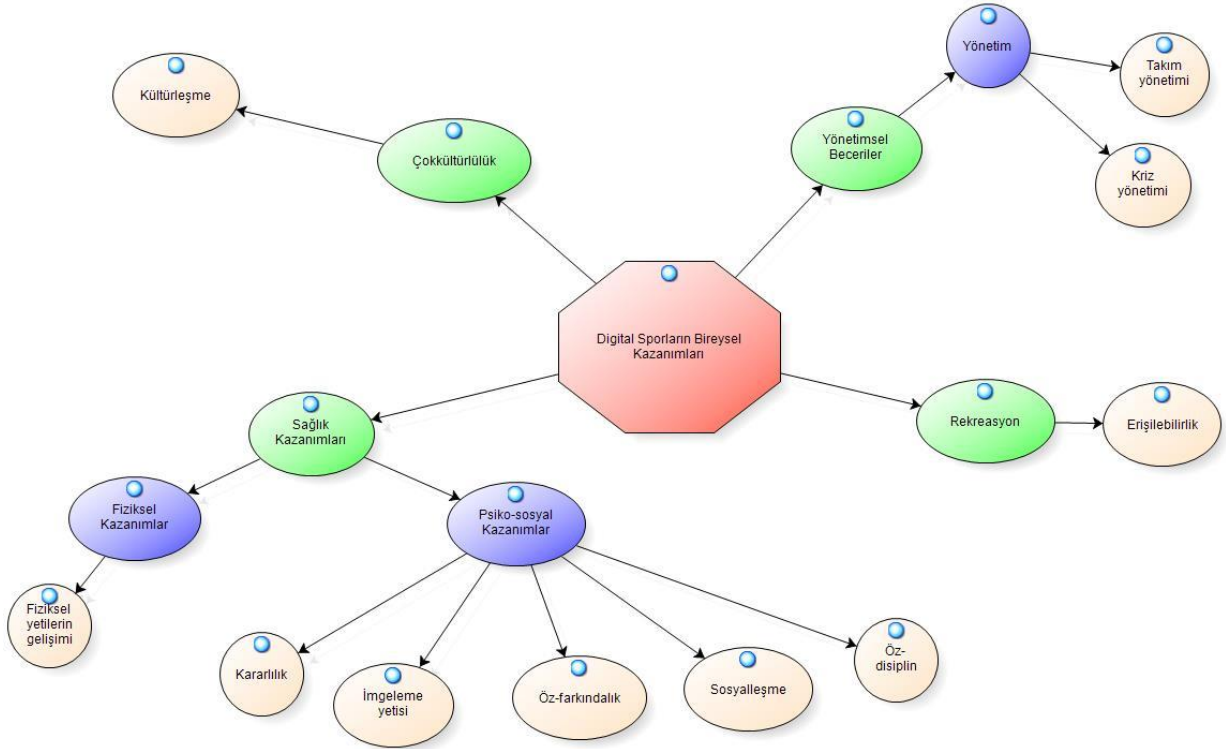 Yönetim
Takım
yönetimi
Kültürleşme
Çokkültürlülük
Yönetimsel
Beceriler
Kriz
yönetimi
Digital Sporların Bireysel
Kazanımları
Sağlık
Kazanımları
Rekreasyon
Erişilebilirlik
Fiziksel
Kazanımlar
Psiko-sosyal
Kazanımlar
Fiziksel
yetilerin
gelişimi
Kararlılık
İmgeleme
yetisi
Öz-farkındalık
Sosyalleşme
Öz-
disiplin